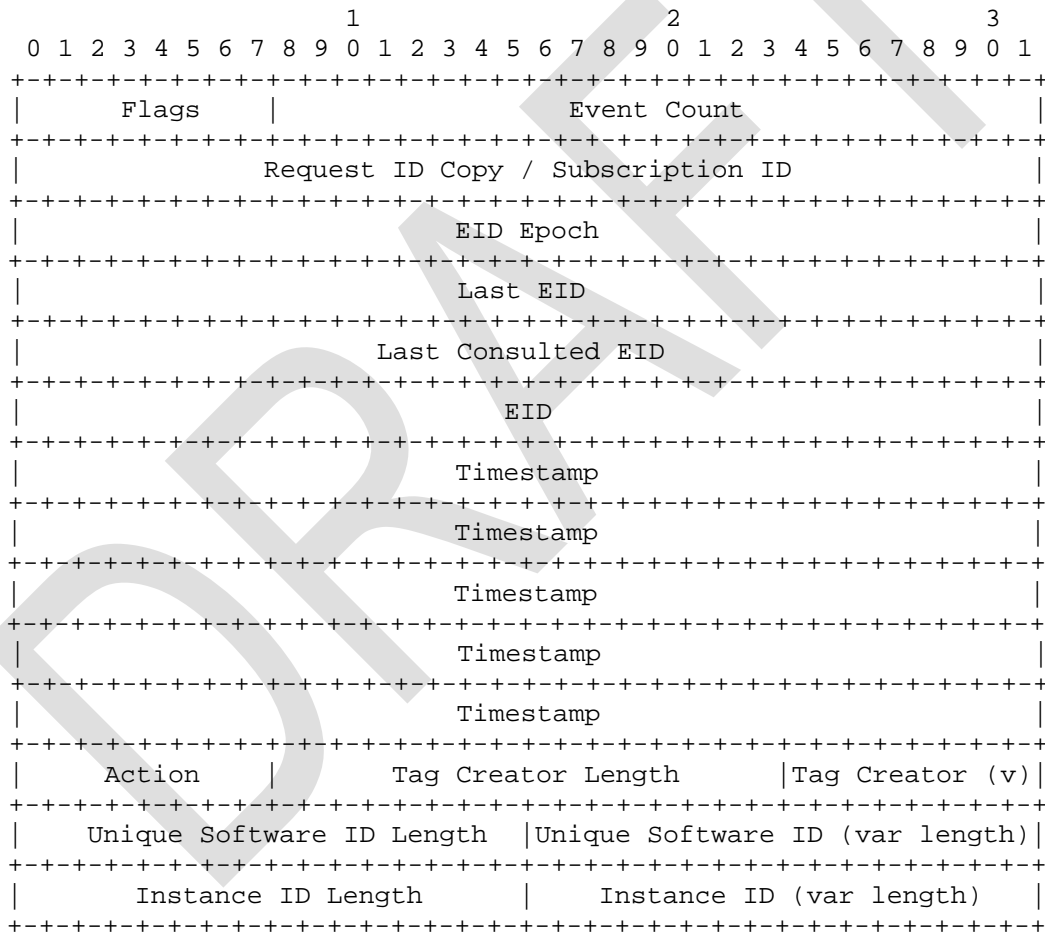 1 2 3
0 1 2 3 4 5 6 7 8 9 0 1 2 3 4 5 6 7 8 9 0 1 2 3 4 5 6 7 8 9 0 1
+-+-+-+-+-+-+-+-+-+-+-+-+-+-+-+-+-+-+-+-+-+-+-+-+-+-+-+-+-+-+-+-+
| Flags | Event Count |
+-+-+-+-+-+-+-+-+-+-+-+-+-+-+-+-+-+-+-+-+-+-+-+-+-+-+-+-+-+-+-+-+
| Request ID Copy / Subscription ID |
+-+-+-+-+-+-+-+-+-+-+-+-+-+-+-+-+-+-+-+-+-+-+-+-+-+-+-+-+-+-+-+-+
| EID Epoch |
+-+-+-+-+-+-+-+-+-+-+-+-+-+-+-+-+-+-+-+-+-+-+-+-+-+-+-+-+-+-+-+-+
| Last EID |
+-+-+-+-+-+-+-+-+-+-+-+-+-+-+-+-+-+-+-+-+-+-+-+-+-+-+-+-+-+-+-+-+
| Last Consulted EID |
+-+-+-+-+-+-+-+-+-+-+-+-+-+-+-+-+-+-+-+-+-+-+-+-+-+-+-+-+-+-+-+-+
| EID |
+-+-+-+-+-+-+-+-+-+-+-+-+-+-+-+-+-+-+-+-+-+-+-+-+-+-+-+-+-+-+-+-+
| Timestamp |
+-+-+-+-+-+-+-+-+-+-+-+-+-+-+-+-+-+-+-+-+-+-+-+-+-+-+-+-+-+-+-+-+
| Timestamp |
+-+-+-+-+-+-+-+-+-+-+-+-+-+-+-+-+-+-+-+-+-+-+-+-+-+-+-+-+-+-+-+-+
| Timestamp |
+-+-+-+-+-+-+-+-+-+-+-+-+-+-+-+-+-+-+-+-+-+-+-+-+-+-+-+-+-+-+-+-+
| Timestamp |
+-+-+-+-+-+-+-+-+-+-+-+-+-+-+-+-+-+-+-+-+-+-+-+-+-+-+-+-+-+-+-+-+
| Timestamp |
+-+-+-+-+-+-+-+-+-+-+-+-+-+-+-+-+-+-+-+-+-+-+-+-+-+-+-+-+-+-+-+-+
| Action | Tag Creator Length |Tag Creator (v)|
+-+-+-+-+-+-+-+-+-+-+-+-+-+-+-+-+-+-+-+-+-+-+-+-+-+-+-+-+-+-+-+-+
| Unique Software ID Length |Unique Software ID (var length)|
+-+-+-+-+-+-+-+-+-+-+-+-+-+-+-+-+-+-+-+-+-+-+-+-+-+-+-+-+-+-+-+-+
| Instance ID Length | Instance ID (var length) |
+-+-+-+-+-+-+-+-+-+-+-+-+-+-+-+-+-+-+-+-+-+-+-+-+-+-+-+-+-+-+-+-+
DRAFT